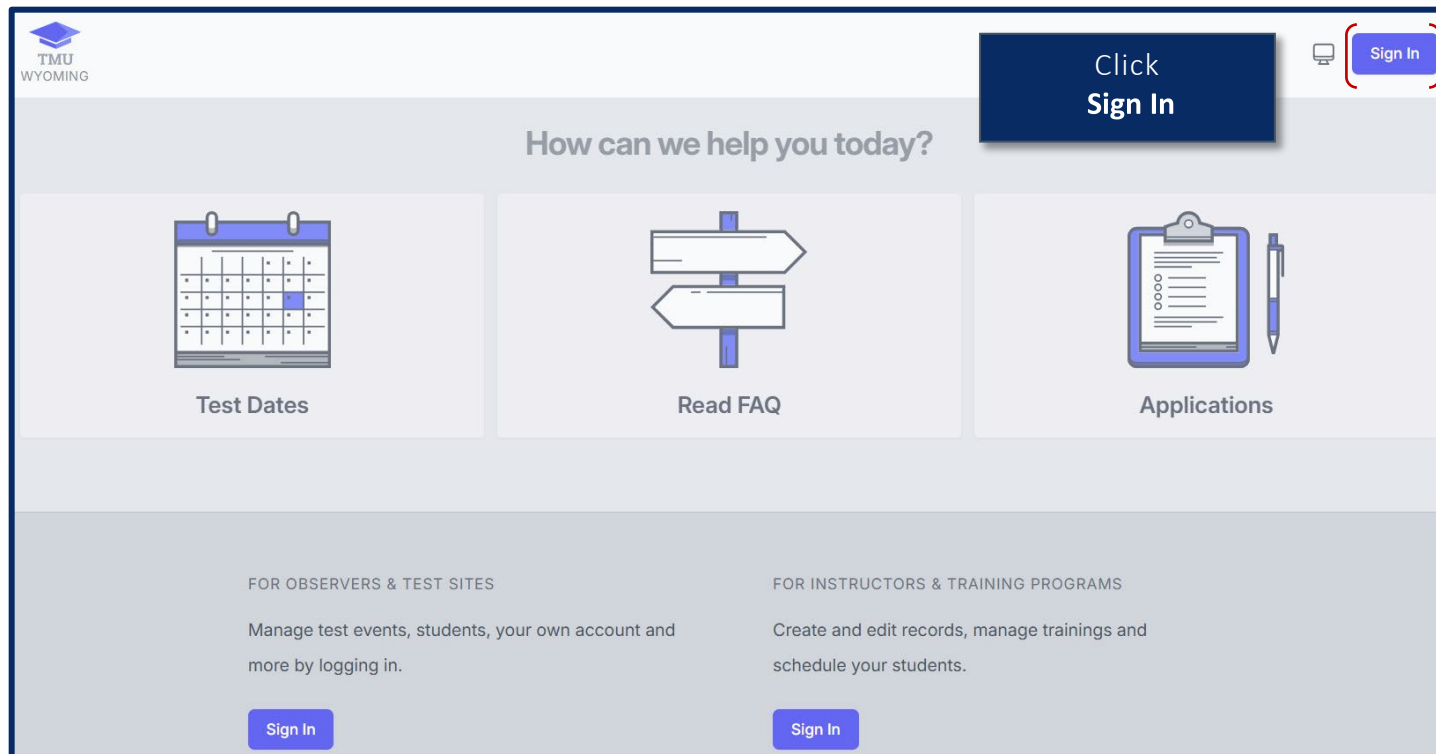 TMU
WYOMING
Click
Sign In
Sign In
How can we help you today?
Test Dates
Read FAQ
Applications
FOR OBSERVERS & TEST SITES
Manage test events, students, your own account and
more by logging in.
Sign In
FOR INSTRUCTORS & TRAINING PROGRAMS
Create and edit records, manage trainings and
schedule your students.
Sign In